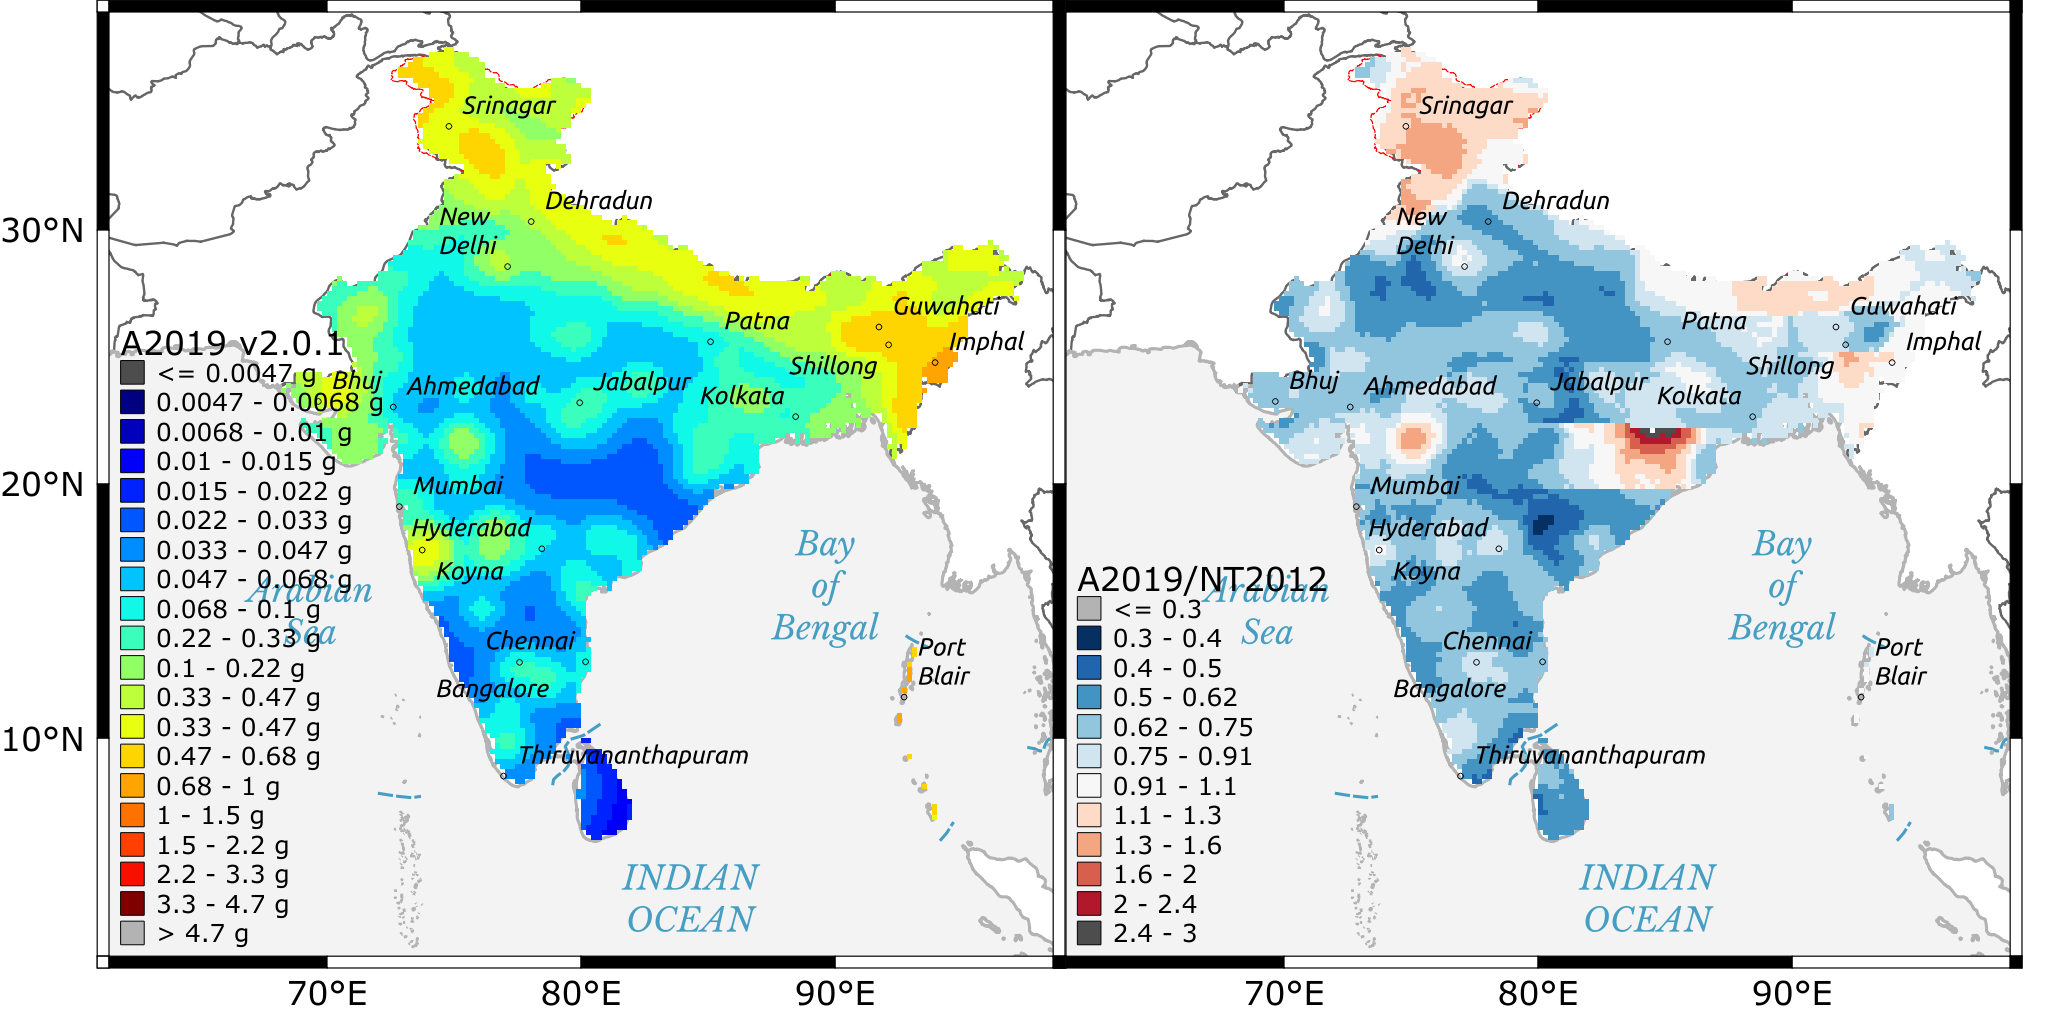 Srinagar
New
Delhi
Dehradun
30°N
Guwahati
Patna
Imphal
A2019 v2.0.1
Shillong
<= 0.0047 g
Bhuj
Ahmedabad
Jabalpur
Kolkata
0.0047 - 0.0068 g
0.0068 - 0.01 g
0.01 - 0.015 g
20°N
Mumbai
0.015 - 0.022 g
0.022 - 0.033 g
Hyderabad
0.033 - 0.047 g
Koyna
0.047 - 0.068 g
Arabian
Sea
0.068 - 0.1 g
0.22 - 0.33 g
0.1 - 0.22 g
0.33 - 0.47 g
0.33 - 0.47 g
0.47 - 0.68 g
0.68 - 1 g
1 - 1.5 g
1.5 - 2.2 g
2.2 - 3.3 g
3.3 - 4.7 g
> 4.7 g
Bay
of
Bengal
Chennai
Bangalore
Port
Blair
10°N
Thiruvananthapuram
INDIAN
OCEAN
70°E
80°E
90°E
Srinagar
New
Delhi
Dehradun
Guwahati
Patna
Imphal
Shillong
Bhuj
Ahmedabad
Jabalpur
Kolkata
Mumbai
Hyderabad
Koyna
A2019/NT2012
Arabian
Sea
<= 0.3
0.3 - 0.4
0.4 - 0.5
0.5 - 0.62
0.62 - 0.75
0.75 - 0.91
0.91 - 1.1
1.1 - 1.3
1.3 - 1.6
1.6 - 2
2 - 2.4
2.4 - 3
Bay
of
Bengal
Chennai
Bangalore
Port
Blair
Thiruvananthapuram
INDIAN
OCEAN
70°E
80°E
90°E